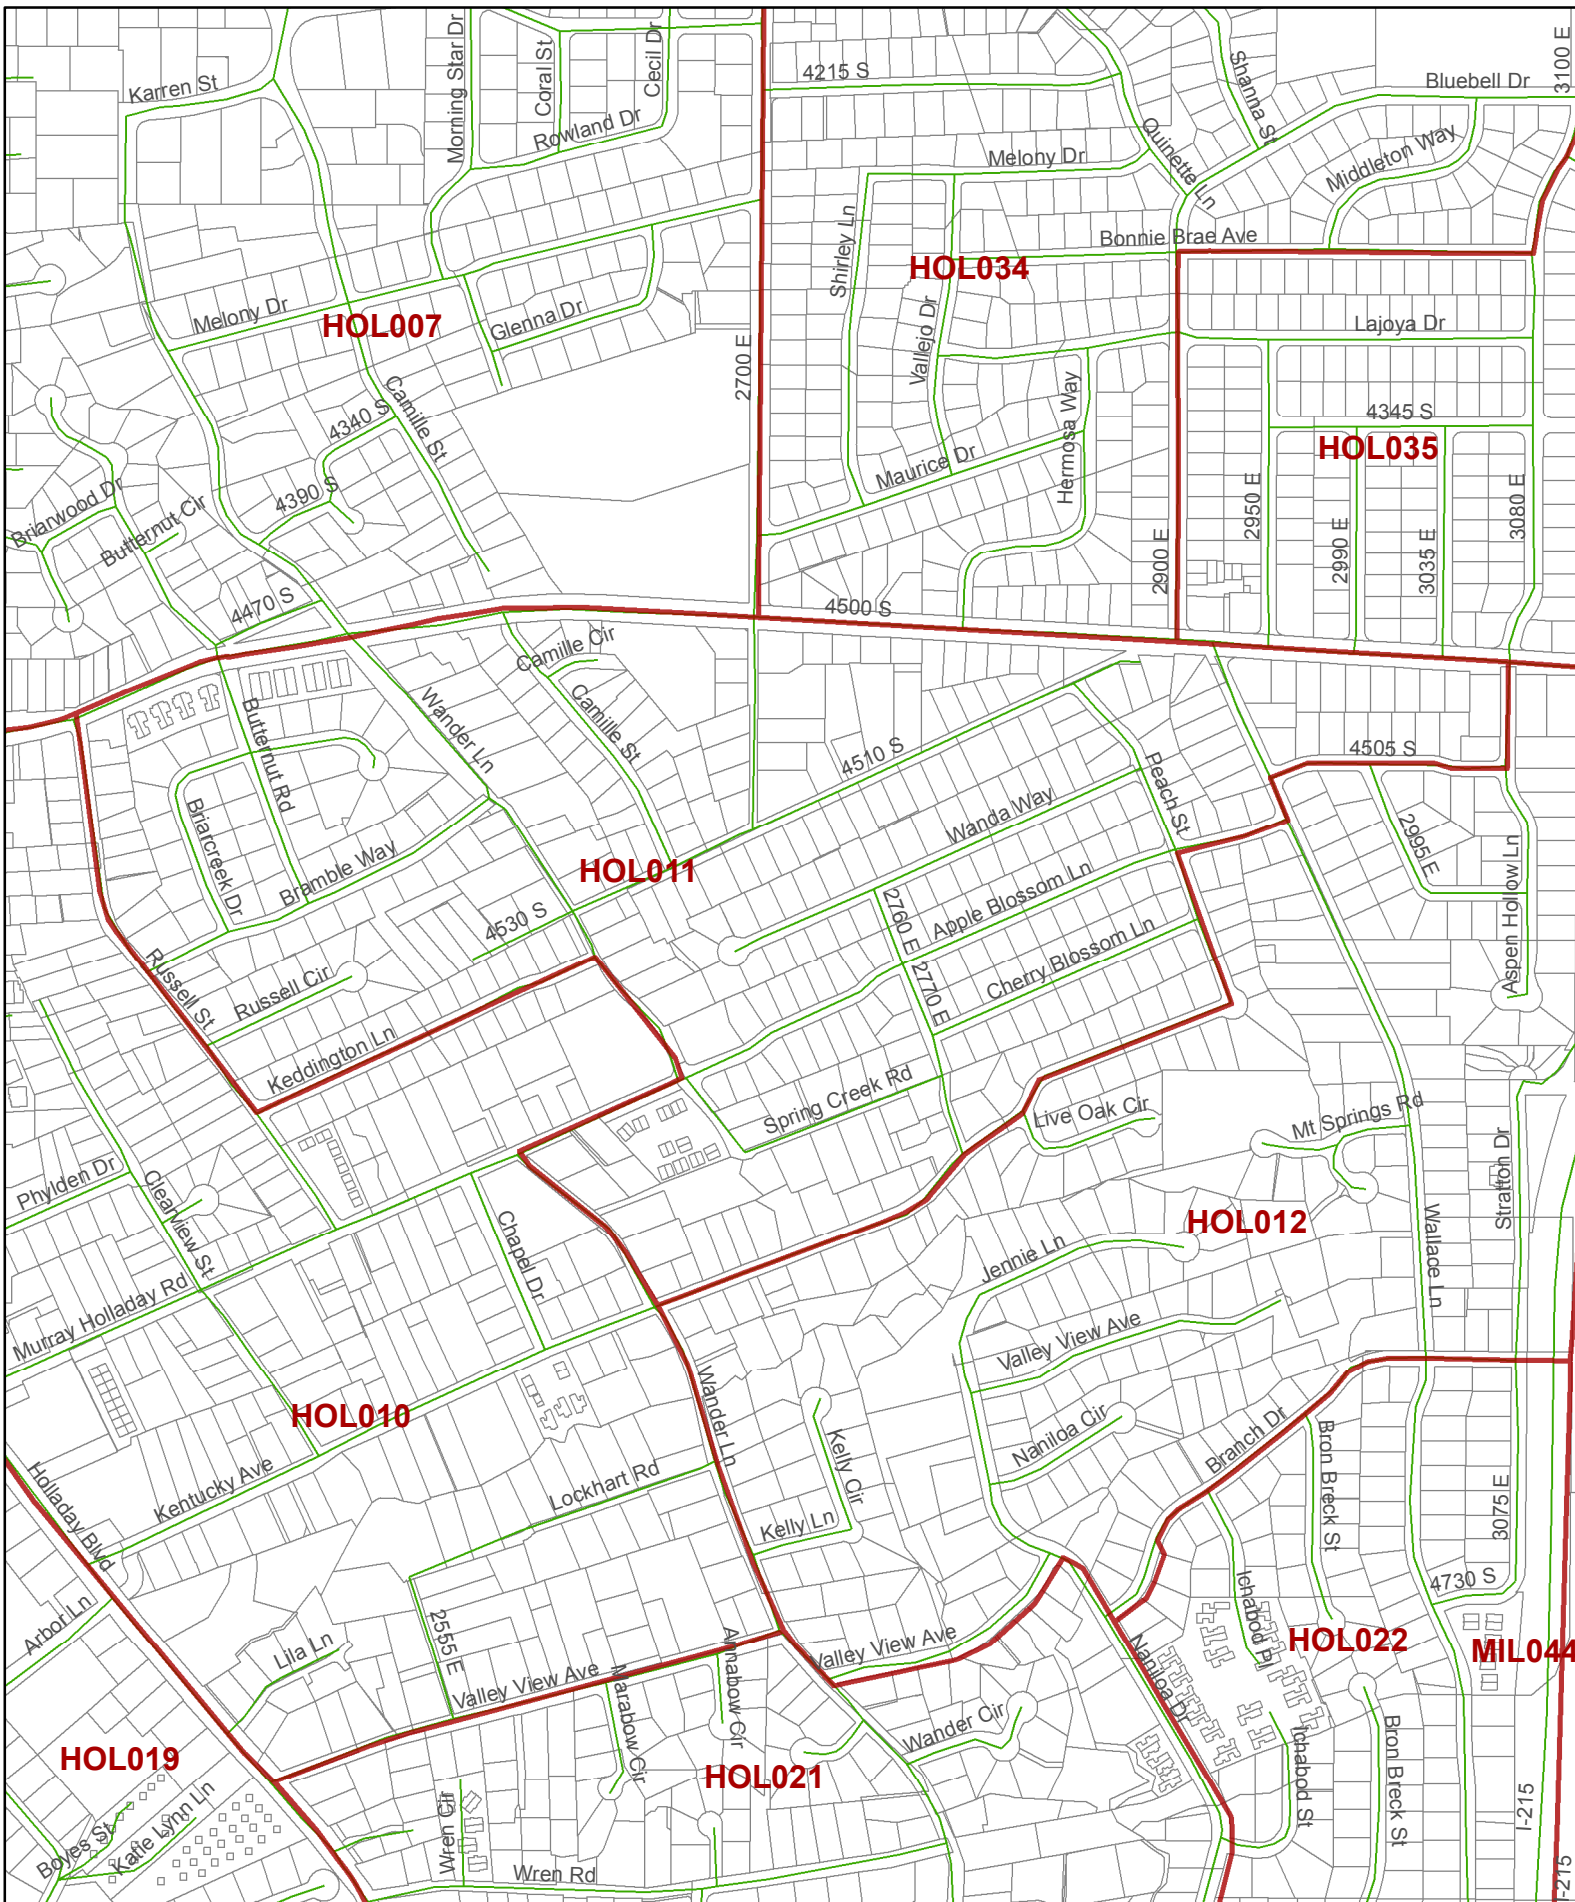 Karren St
Morning Star Dr
Coral St
Cecil Dr
Rowland Dr
4215 S
Shanna St
Bluebell Dr
3100 E
Quinette Ln
Melony Dr
Middleton Way
Shirley Ln
Bonnie Brae Ave
HOL034
Melony Dr
HOL007
Glenna Dr
Vallejo Dr
Lajoya Dr
2700 E
Camille St
4340 S
Hermosa Way
4345 S
HOL035
Maurice Dr
4390 S
Briarwood Dr
Butternut Cir
2950 E
2990 E
3035 E
3080 E
2900 E
4470 S
4500 S
Camille Cir
Wander Ln
Camille St
Butternut Rd
4510 S
4505 S
Peach St
Wanda Way
Briarcreek Dr
Bramble Way
HOL011
2995 E
Aspen Hollow Ln
4530 S
2760 E
Apple Blossom Ln
Cherry Blossom Ln
Russell St
Russell Cir
2770 E
Keddington Ln
Spring Creek Rd
Live Oak Cir
Mt Springs Rd
Stratton Dr
Phylden Dr
Clearview St
Chapel Dr
HOL012
Wallace Ln
Jennie Ln
Murray Holladay Rd
Valley View Ave
Wander Ln
HOL010
Naniloa Cir
Branch Dr
Bron Breck St
Kelly Cir
Holladay Blvd
Kentucky Ave
Lockhart Rd
3075 E
Kelly Ln
4730 S
Arbor Ln
Ichabod Pl
2555 E
Lila Ln
Annabow Cir
Valley View Ave
Naniloa Dr
HOL022
MIL044
Valley View Ave
Marabow Cir
Wander Cir
HOL019
HOL021
Ichabod St
Bron Breck St
Katie Lynn Ln
Boyes St
Wren Cir
Wren Rd
I-215
I-215